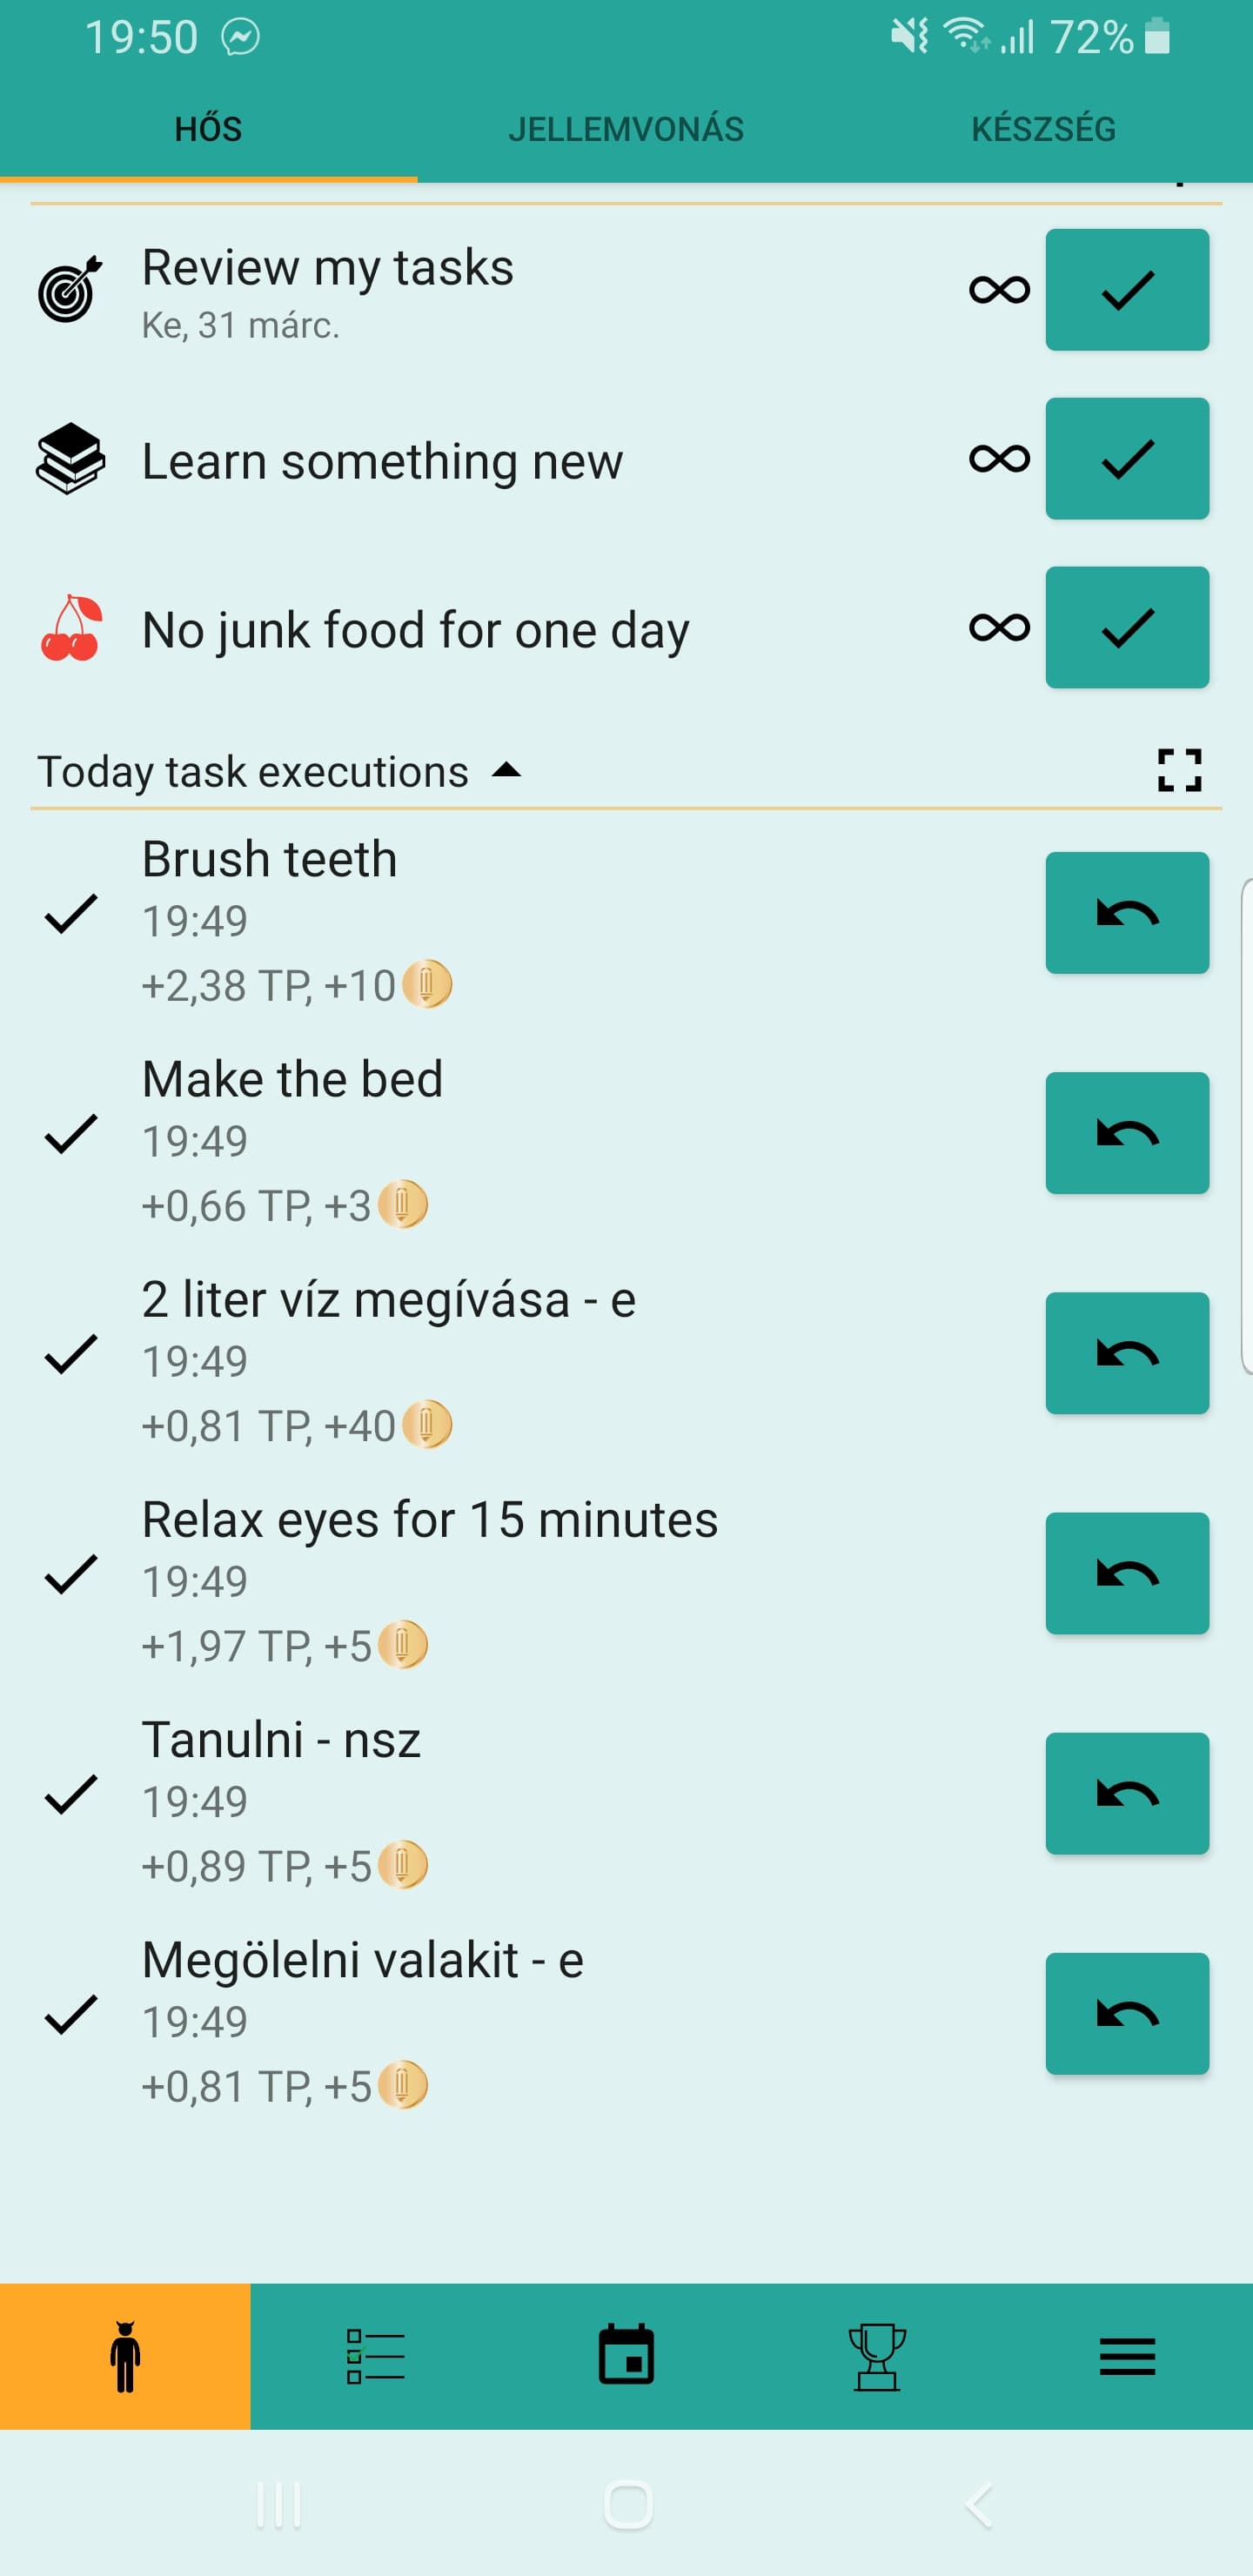 19:50 72%
HŐS JELLEMVONÁS KÉSZSÉG
Review my tasks
Ke, 31 márc.
Learn something new
No junk food for one day
Today task executions
Brush teeth
19:49
+2,38 TP, +10
Make the bed
19:49
+0,66 TP, +3
2 liter víz megívása - e
19:49
+0,81 TP, +40
Relax eyes for 15 minutes
19:49
+1,97 TP, +5
Tanulni - nsz
19:49
+0,89 TP, +5
Megölelni valakit - e
19:49
+0,81 TP, +5